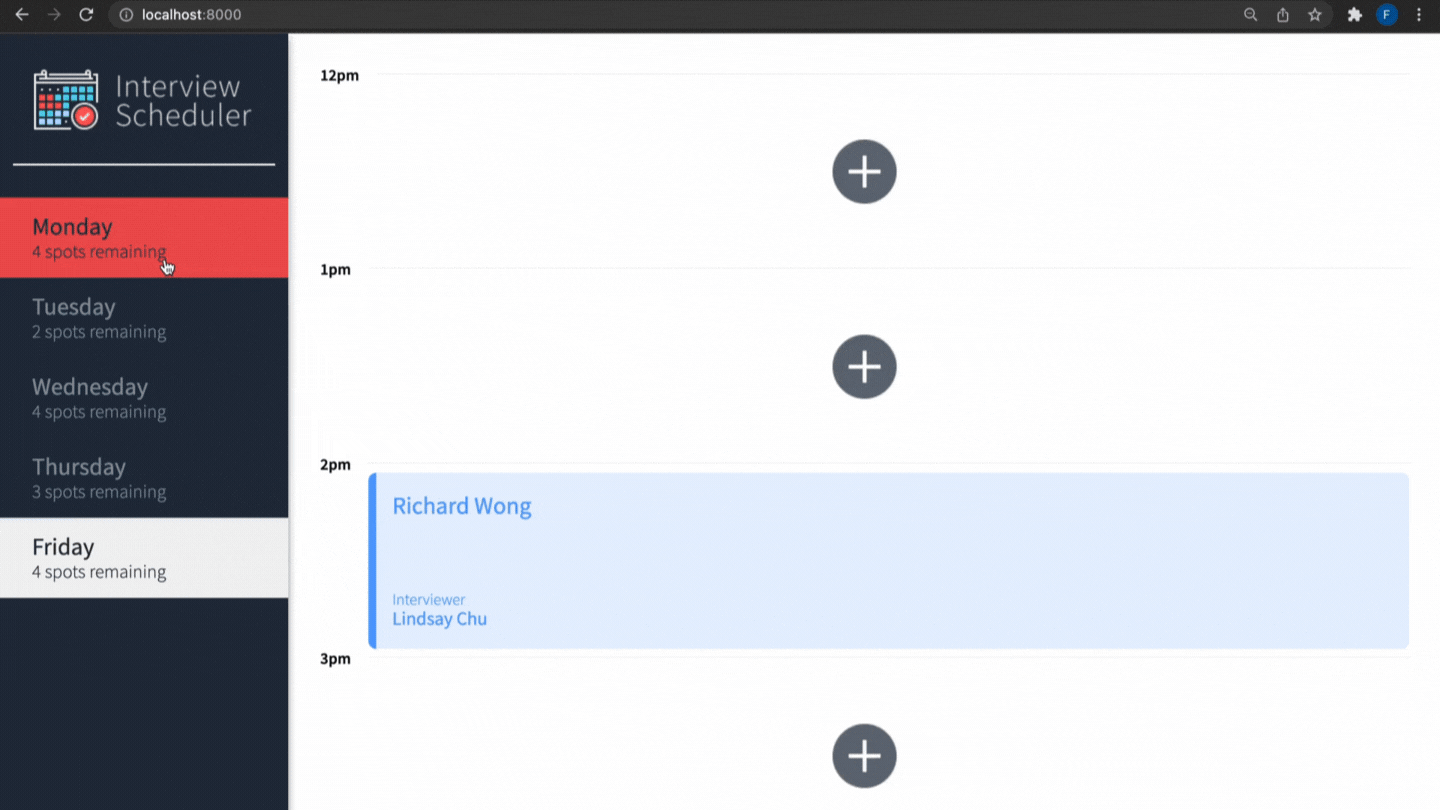 localhost:8000
F
Interview
Scheduler
Monday
4 spots remaining
Tuesday
2 spots remaining
Wednesday
4 spots remaining
Thursday
3 spots remaining
Friday
4 spots remaining
12pm
1pm
2pm
Richard Wong
Interviewer
Lindsay Chu
3pm